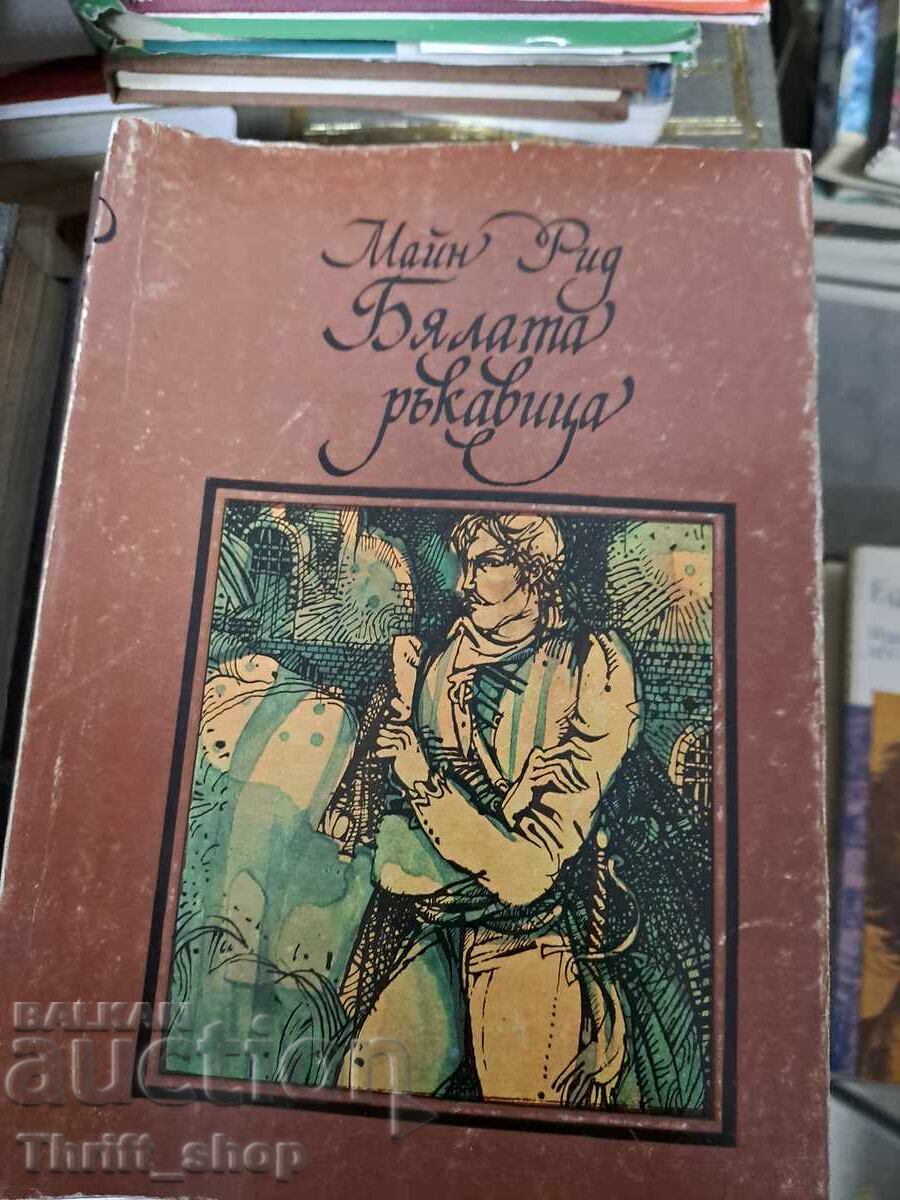 Майн Рид
Бялата
ръкавица
BALKAN
auction
Thrift_shop